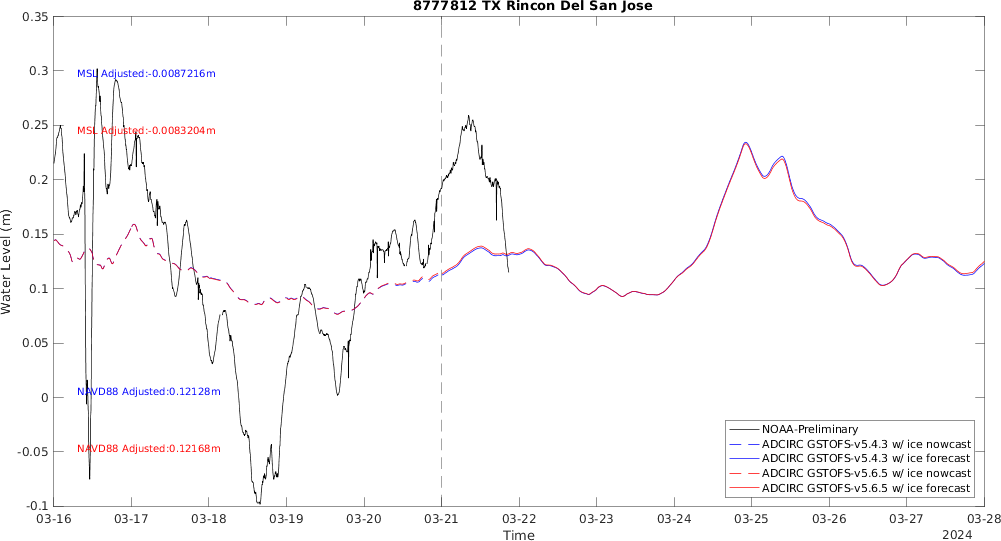 8777812 TX Rincon Del San Jose
0.35
0.3
0.25
0.2
0.15
0.1
0.05
0
-0.05
-0.1
Water Level (m)
MSL Adjusted:-0.0087216m
MSL Adjusted:-0.0083204m
NAVD88 Adjusted:0.12128m
NAVD88 Adjusted:0.12168m
NOAA-Preliminary
ADCIRC GSTOFS-v5.4.3 w/ ice nowcast
ADCIRC GSTOFS-v5.4.3 w/ ice forecast
ADCIRC GSTOFS-v5.6.5 w/ ice nowcast
ADCIRC GSTOFS-v5.6.5 w/ ice forecast
03-16 03-17 03-18 03-19 03-20 03-21 03-22 03-23 03-24 03-25 03-26 03-27 03-28
Time
2024